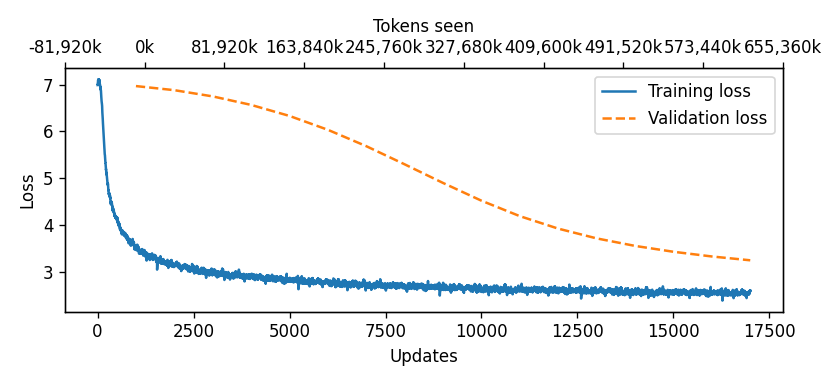 Tokens seen
-81,920k 0k 81,920k 163,840k 245,760k 327,680k 409,600k 491,520k 573,440k 655,360k
7
Training loss
Validation loss
6
5
Loss
4
3
0 2500 5000 7500 10000 12500 15000 17500
Updates